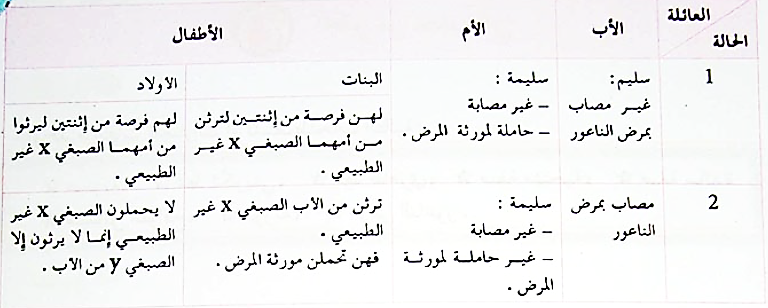 العائلة
الحالة
الأب
الأم
الأطفال
البنات
الأولاد
1
سليم :
غير مصاب
بمرض الناعور
سليمة :
– غير مصابة
– حاملة لمورثة المرض .
لهن فرصة من إثنتين لترثن
من أمهما الصبغي X غير
الطبيعي .
لهم فرصة من إثنتين ليرثوا
من أمهما الصبغي X غير
الطبيعي .
2
مصاب بمرض
الناعور
سليمة :
– غير مصابة
– غير حاملة لمورثة
المرض .
ترثن من الأب الصبغي X غير
الطبيعي .
فهن تحملن مورثة المرض .
لا يحملون الصبغي X غير
الطبيعي إنما لا يرثون إلا
الصبغي y من الأب .